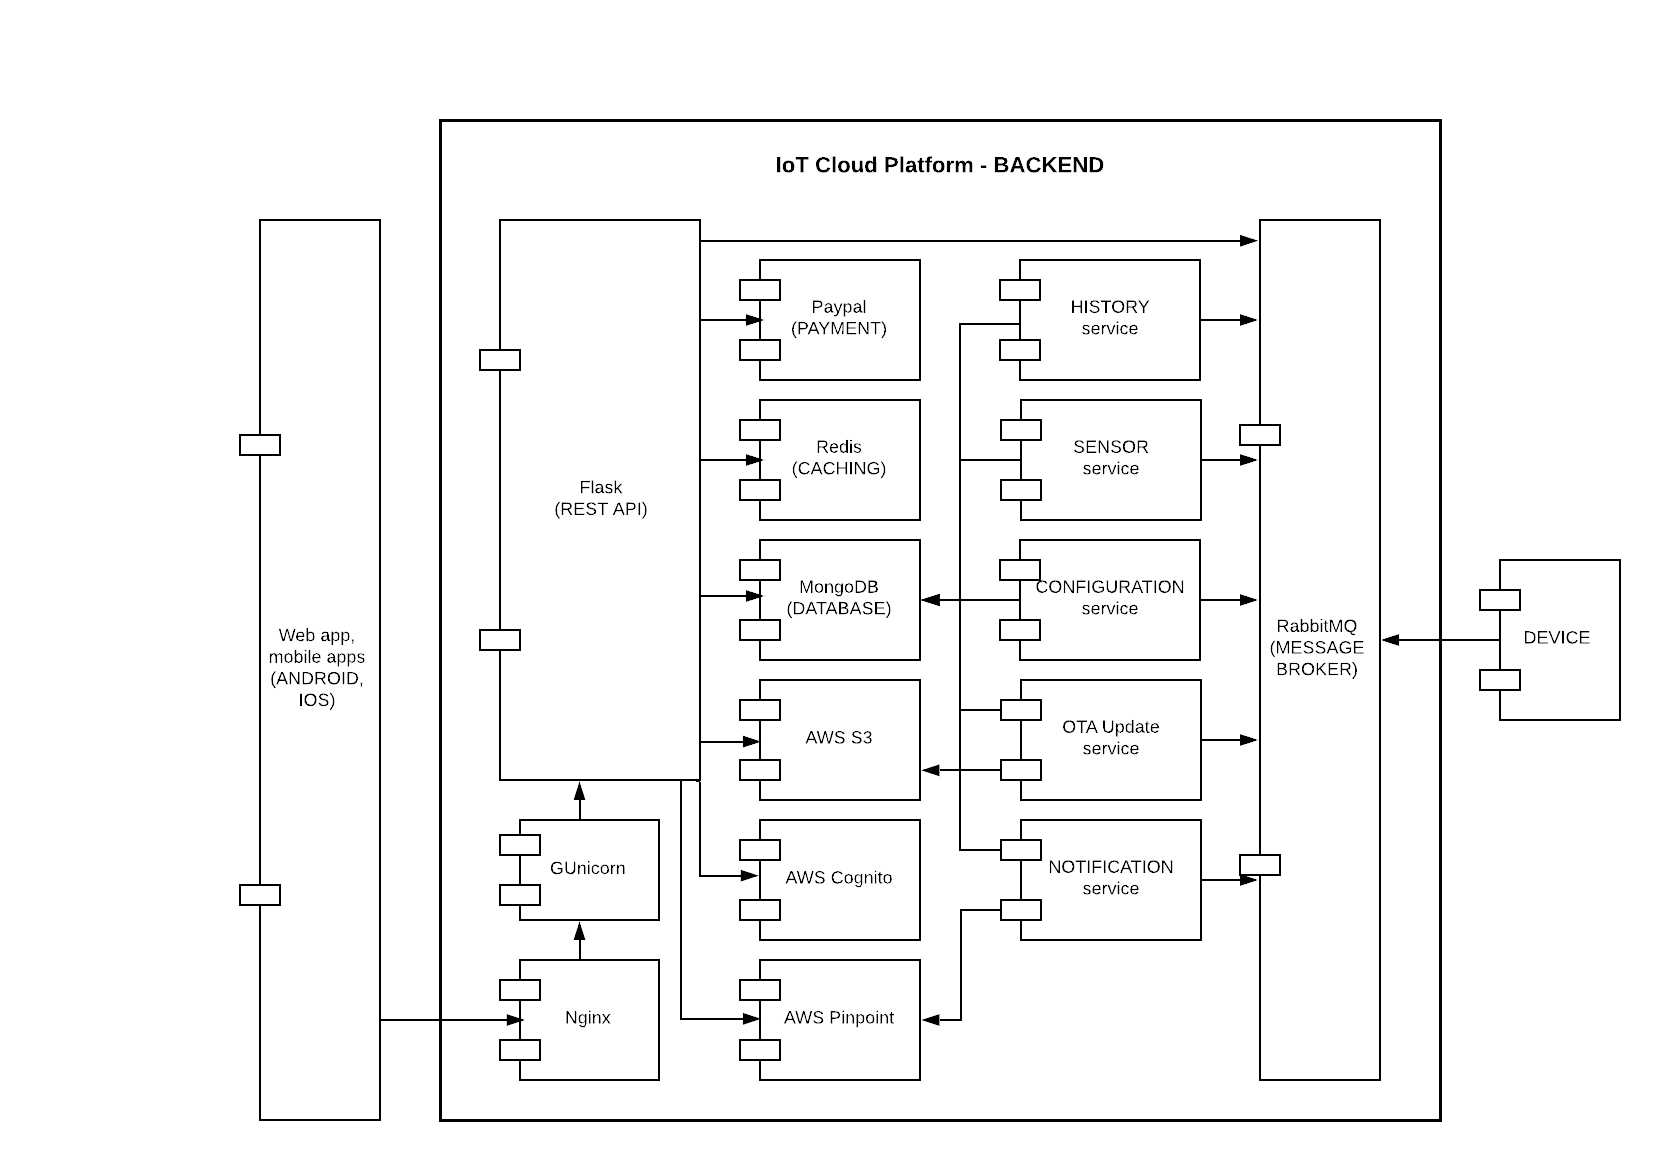 IoT Cloud Platform - BACKEND
Web app,
mobile apps
(ANDROID,
IOS)
Flask
(REST API)
GUnicorn
Nginx
Paypal
(PAYMENT)
Redis
(CACHING)
MongoDB
(DATABASE)
AWS S3
AWS Cognito
AWS Pinpoint
HISTORY
service
SENSOR
service
CONFIGURATION
service
OTA Update
service
NOTIFICATION
service
RabbitMQ
(MESSAGE
BROKER)
DEVICE